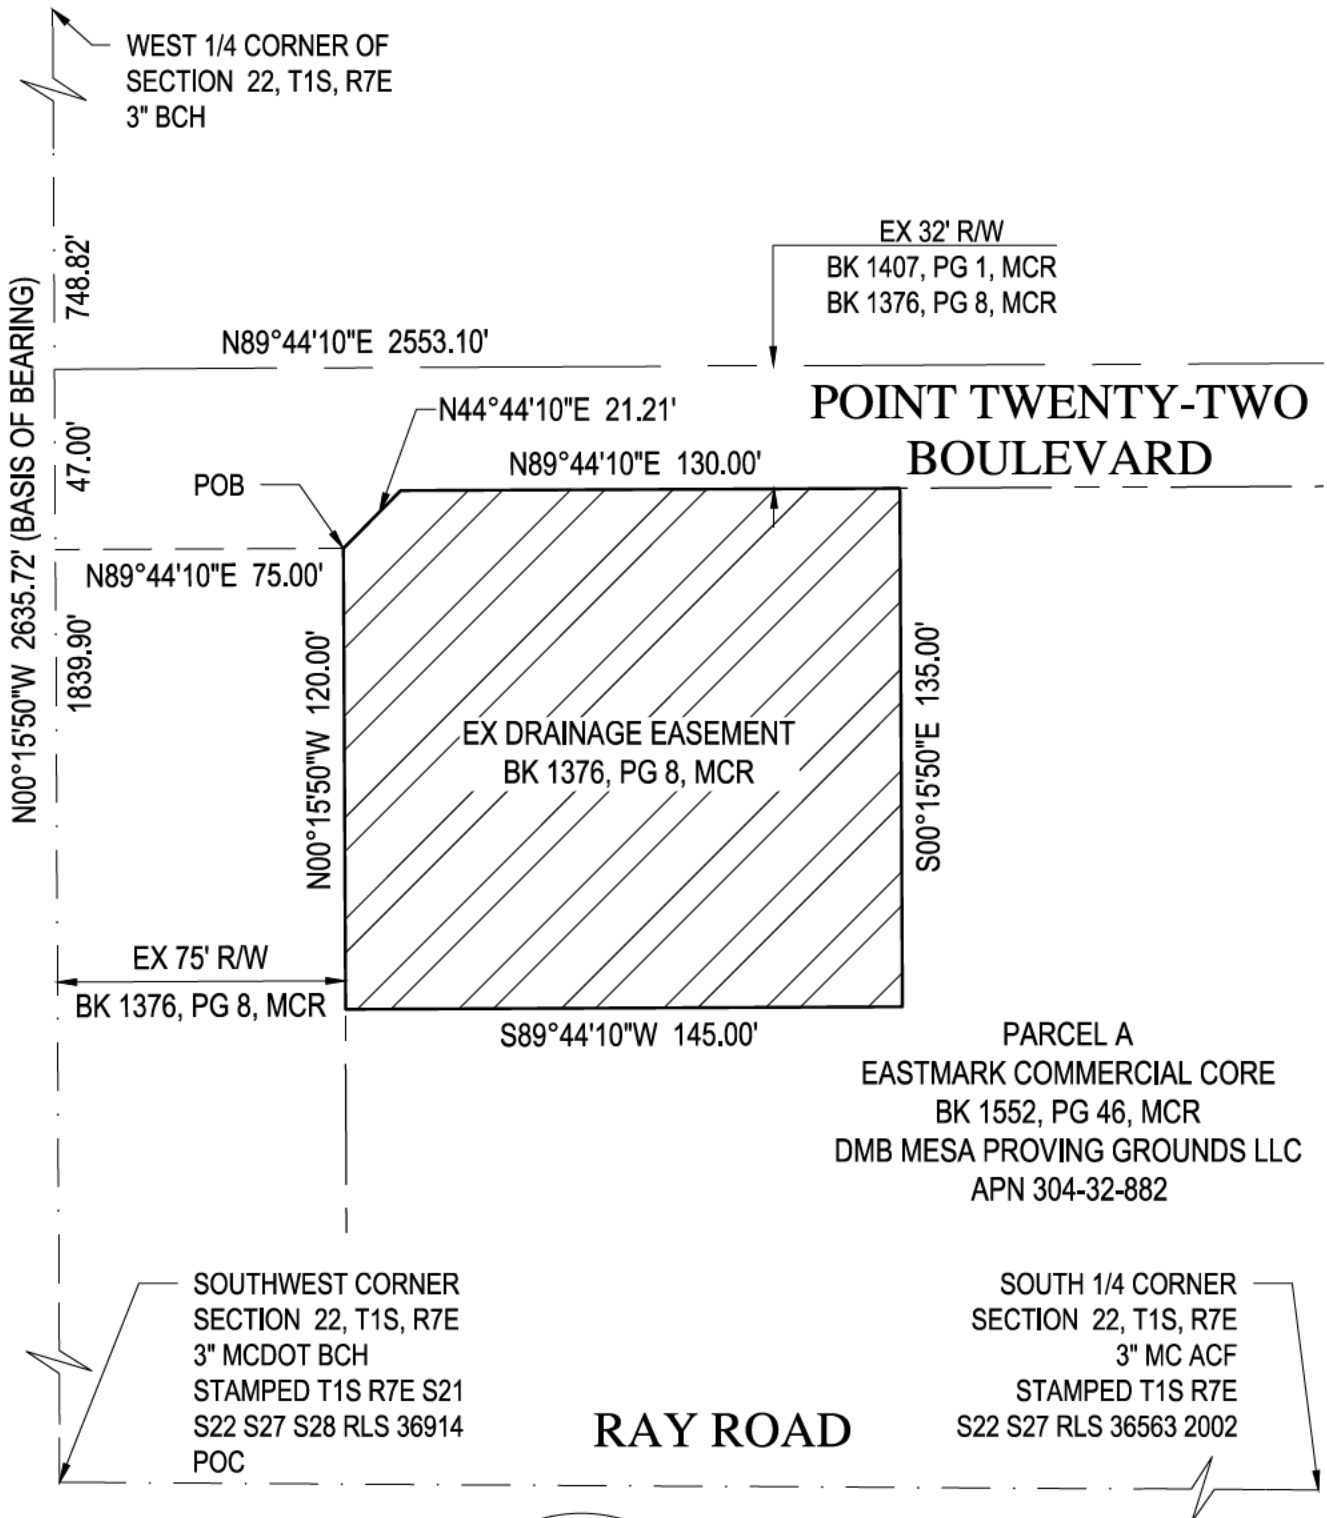 WEST 1/4 CORNER OF
SECTION 22, T1S, R7E
3" BCH
748.82'
EX 32' R/W
BK 1407, PG 1, MCR
BK 1376, PG 8, MCR
N00°15'50"W 2635.72' (BASIS OF BEARING)
N89°44'10"E 2553.10'
POINT TWENTY-TWO
BOULEVARD
N44°44'10"E 21.21'
47.00'
N89°44'10"E 130.00'
POB
N89°44'10"E 75.00'
1839.90'
N00°15'50"W 120.00'
S00°15'50"E 135.00'
EX DRAINAGE EASEMENT
BK 1376, PG 8, MCR
EX 75' R/W
BK 1376, PG 8, MCR
S89°44'10"W 145.00'
PARCEL A
EASTMARK COMMERCIAL CORE
BK 1552, PG 46, MCR
DMB MESA PROVING GROUNDS LLC
APN 304-32-882
SOUTHWEST CORNER
SECTION 22, T1S, R7E
3" MCDOT BCH
STAMPED T1S R7E S21
S22 S27 S28 RLS 36914
POC
SOUTH 1/4 CORNER
SECTION 22, T1S, R7E
3" MC ACF
STAMPED T1S R7E
S22 S27 RLS 36563 2002
RAY ROAD